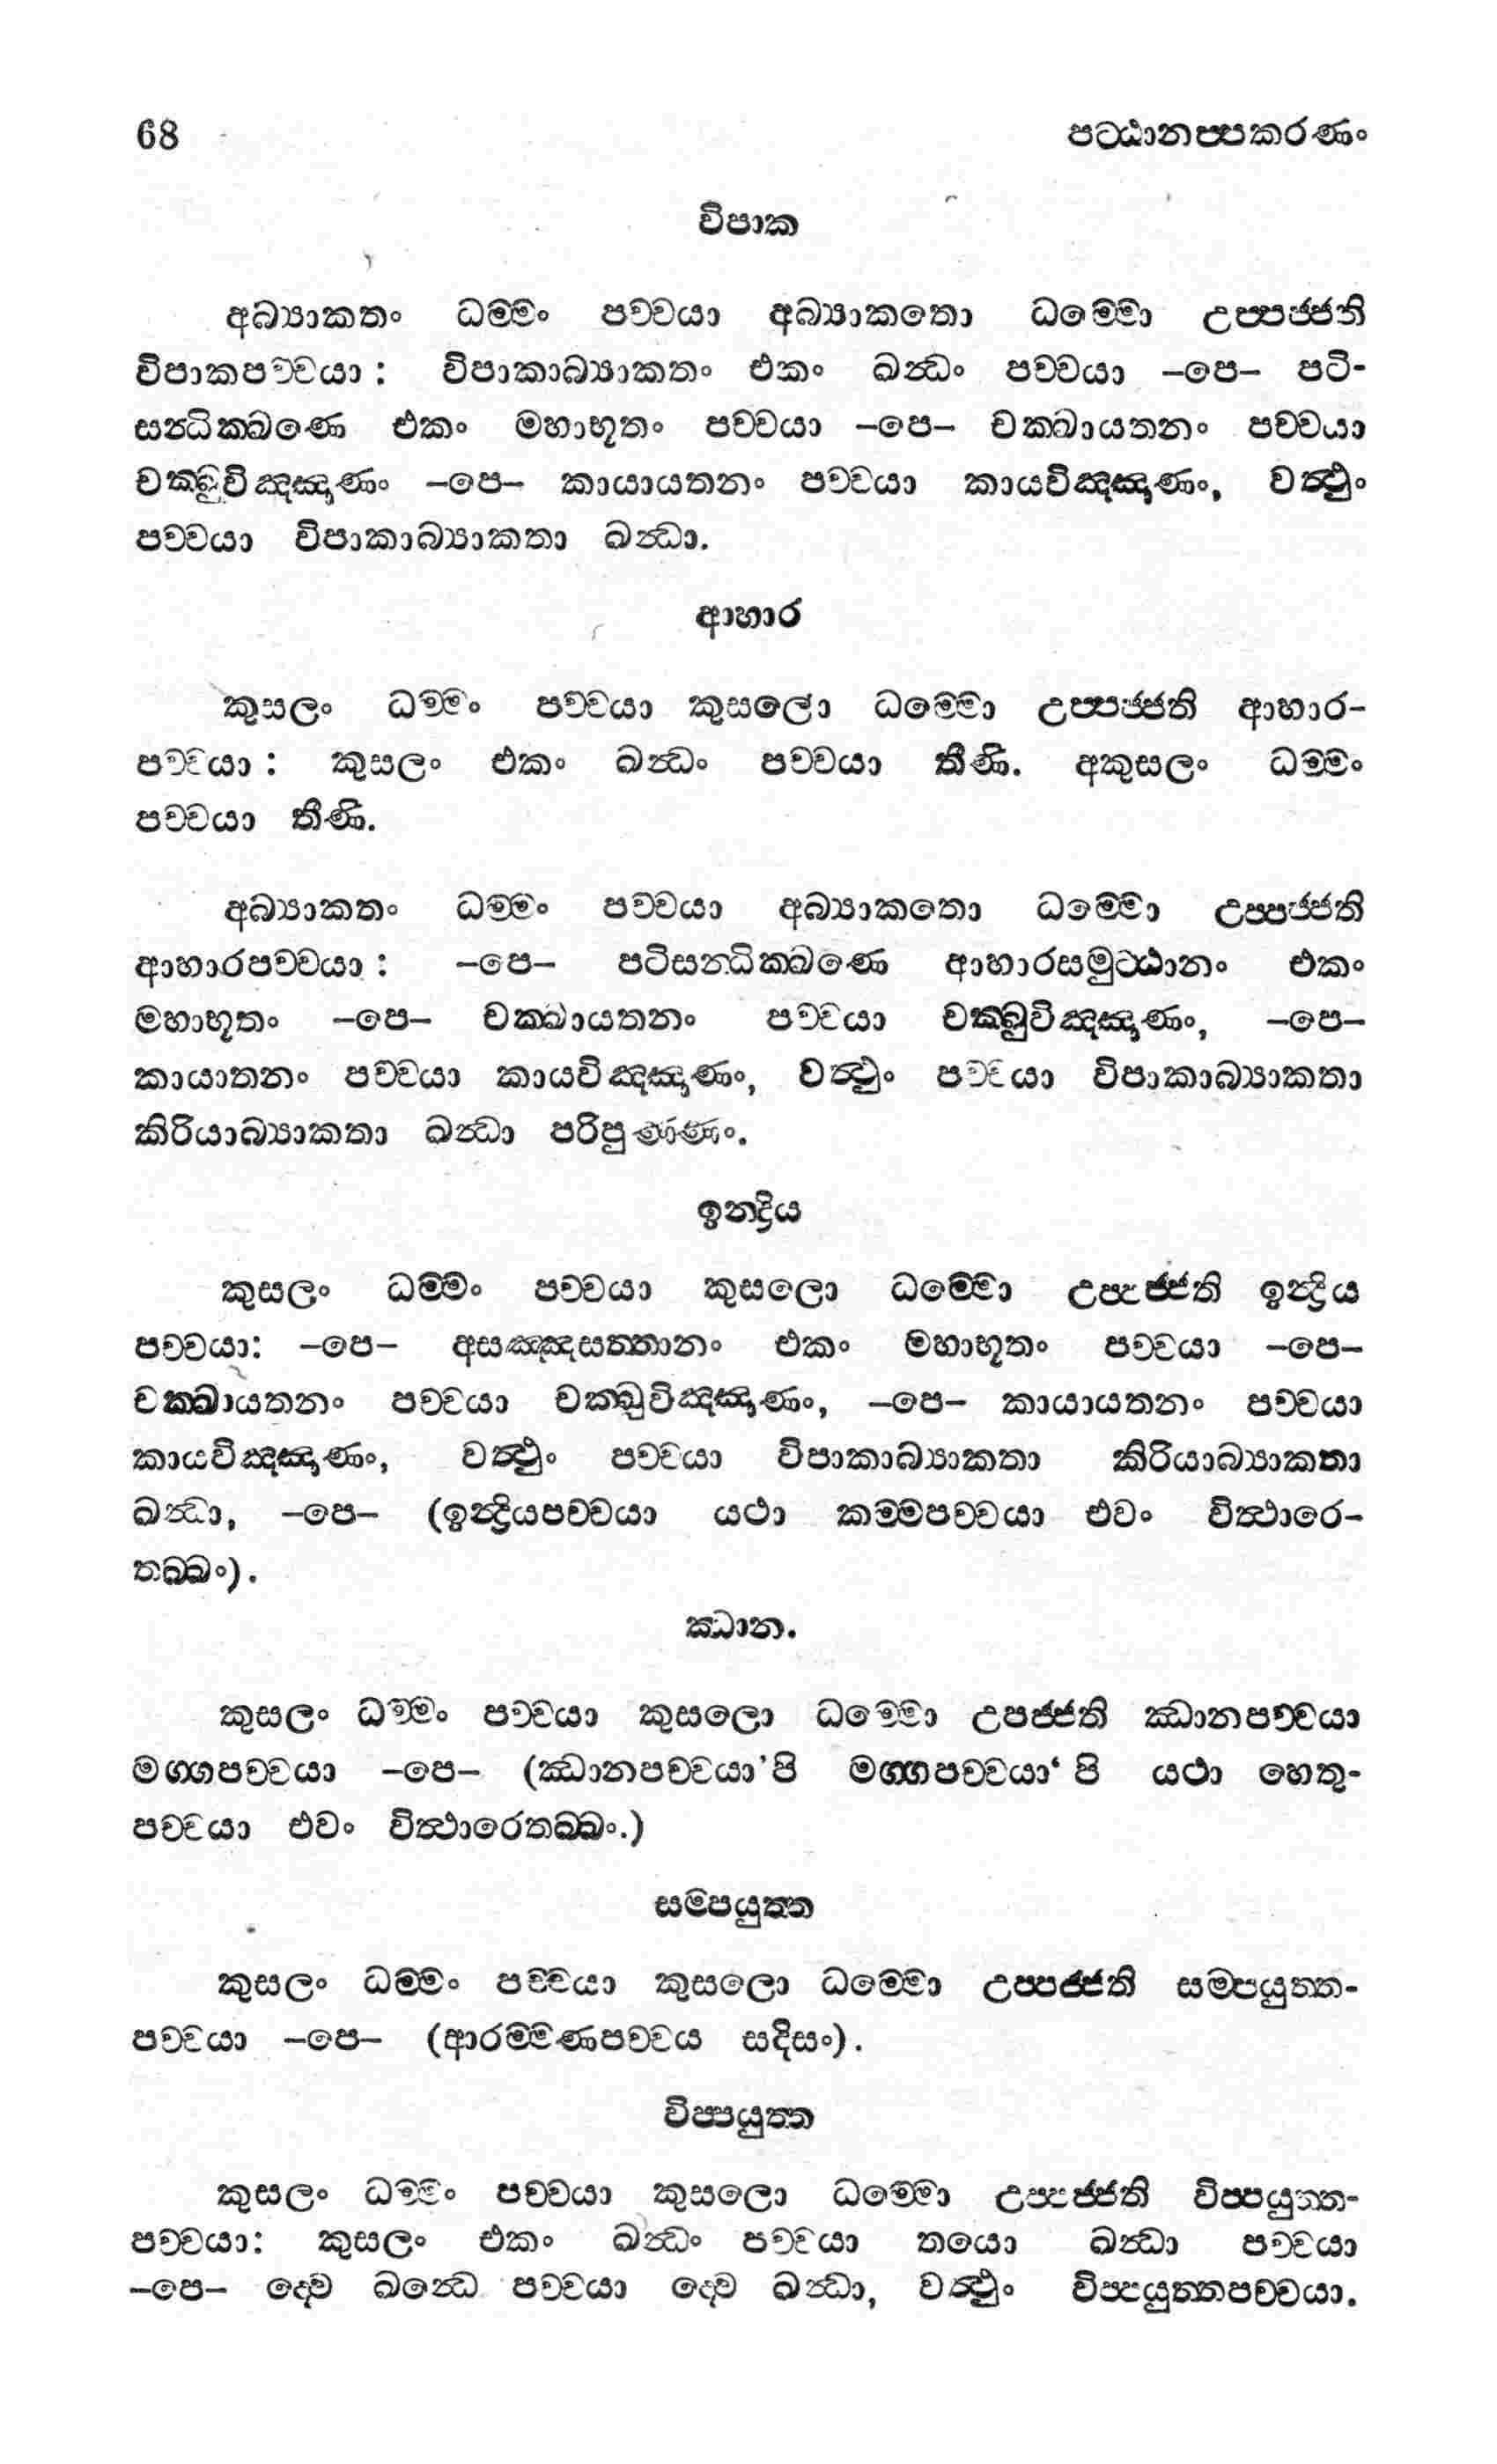 68 පට්ඨානප්පකරණං
විපාක
අබ්‍යාකතං ධම්මං පච්චයා අබ්‍යාකතො ධම්මො උප්පජ්ජති
විපාකපච්චයා : විපාකාබ්‍යාකතං එකං ඛන්ධං පච්චයා –පෙ– පටි-
සන්ධික්ඛණෙ එකං මහාභූතං පච්චයා –පෙ– චක්ඛායතනං පච්චයා
චක්ඛුවිඤ්ඤාණං –පෙ– කායායතනං පච්චයා කායවිඤ්ඤාණං, වත්ථුං
පච්චයා විපාකාබ්‍යාකතා ඛන්ධා.
ආහාර
කුසලං ධම්මං පච්චයා කුසලො ධම්මො උප්පජ්ජති ආහාර-
පච්චයා : කුසලං එකං ඛන්ධං පච්චයා තීණි. අකුසලං ධම්මං
පච්චයා තීණි.
අබ්‍යාකතං ධම්මං පච්චයා අබ්‍යාකතො ධම්මො උප්පජ්ජති
ආහාරපච්චයා : –පෙ– පටිසන්ධික්ඛණෙ ආහාරසමුට්ඨානං එකං
මහාභූතං –පෙ– චක්ඛායතනං පච්චයා චක්ඛුවිඤ්ඤාණං, –පෙ–
කායාතනං පච්චයා කායවිඤ්ඤාණං, වත්ථුං පච්චයා විපාකාබ්‍යාකතා
කිරියාබ්‍යාකතා ඛන්ධා පරිපුණ්ණං.
ඉන්ද්‍රිය
කුසලං ධම්මං පච්චයා කුසලො ධම්මො උප්පජ්ජති ඉන්ද්‍රිය
පච්චයා: –පෙ– අසඤ්ඤසත්තානං එකං මහාභූතං පච්චයා –පෙ–
චක්ඛායතනං පච්චයා චක්ඛුවිඤ්ඤාණං, –පෙ– කායායතනං පච්චයා
කායවිඤ්ඤාණං, වත්ථුං පච්චයා විපාකාබ්‍යාකතා කිරියාබ්‍යාකතා
ඛන්ධා, –පෙ– (ඉන්ද්‍රියපච්චයා යථා කම්මපච්චයා එවං විත්ථාරෙ-
තබ්බං).
ඣාන.
කුසලං ධම්මං පච්චයා කුසලො ධම්මො උපජ්ජති ඣානපච්චයා
මග්ගපච්චයා –පෙ– (ඣානපච්චයා’පි මග්ගපච්චයා‘පි යථා හෙතු-
පච්චයා එවං විත්ථාරෙතබ්බං.)
සම්පයුත්ත
කුසලං ධම්මං පච්චයා කුසලො ධම්මො උප්පජ්ජති සම්පයුත්ත-
පච්චයා –පෙ– (ආරම්මණපච්චය සදිසං).
විප්පයුත්ත
කුසලං ධම්මං පච්චයා කුසලො ධම්මො උප්පජ්ජති විප්පයුත්ත-
පච්චයා: කුසලං එකං ඛන්ධං පච්චයා තයො ඛන්ධා පච්චයා
–පෙ– ද්වෙ ඛන්ධෙ පච්චයා ද්වෙ ඛන්ධා, වත්ථුං විප්පයුත්තපච්චයා.